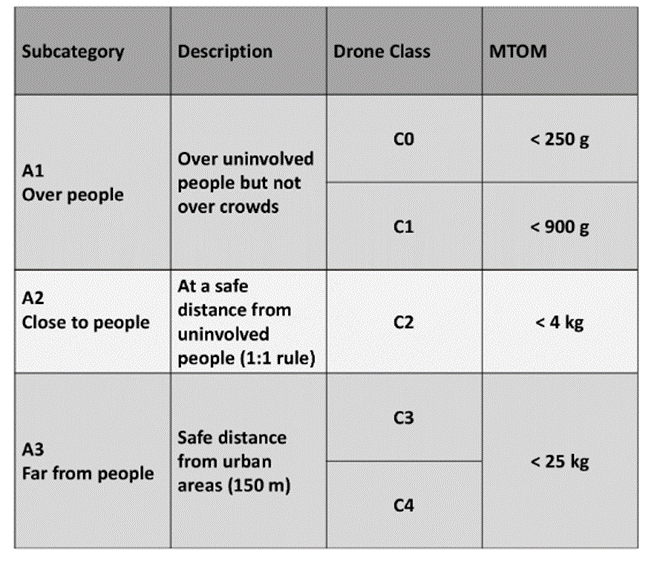 Subcategory
Description
Drone Class
MTOM
A1
Over people
Over uninvolved
people but not
over crowds
C0
< 250 g
C1
< 900 g
A2
Close to people
At a safe
distance from
uninvolved
people (1:1 rule)
C2
< 4 kg
A3
Far from people
Safe distance
from urban
areas (150 m)
C3
< 25 kg
C4